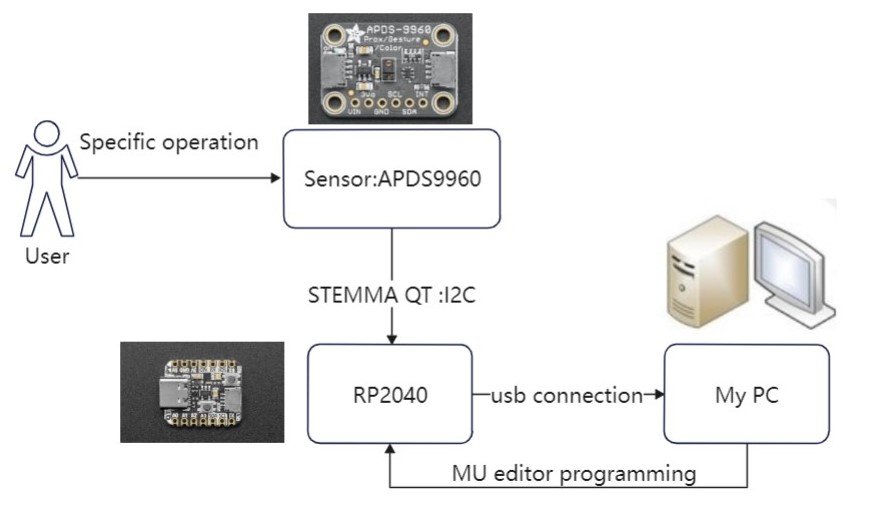 APDS-9960
Prox/Gesture
/Color
3Vo SCL INT
VIN GND SDA
Specific operation
Sensor:APDS9960
User
STEMMA QT :I2C
RP2040
usb connection
My PC
MU editor programming